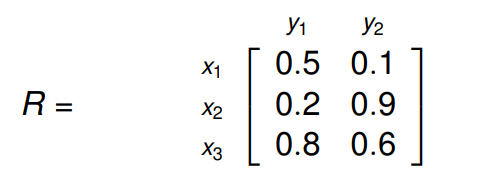 y₁ y₂
x₁ 0.5 0.1
R = x₂ 0.2 0.9
x₃ 0.8 0.6